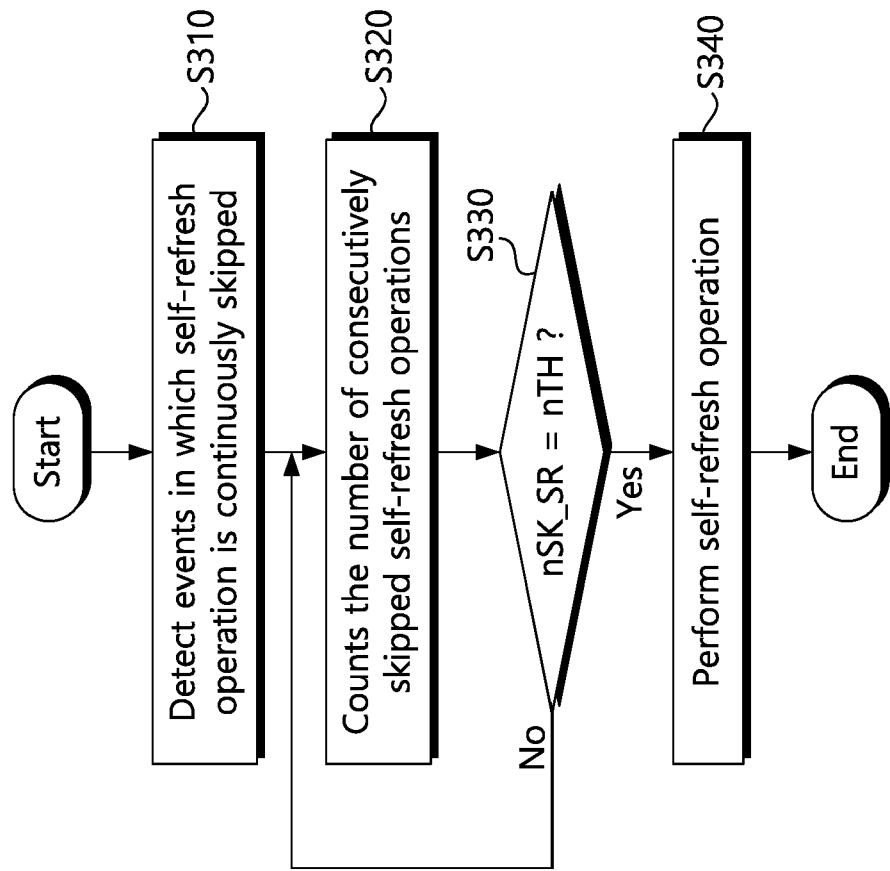 Start
S310
Detect events in which self-refresh
operation is continuously skipped
S320
Counts the number of consecutively
skipped self-refresh operations
S330
nSK_SR = nTH ?
No
Yes
S340
Perform self-refresh operation
End